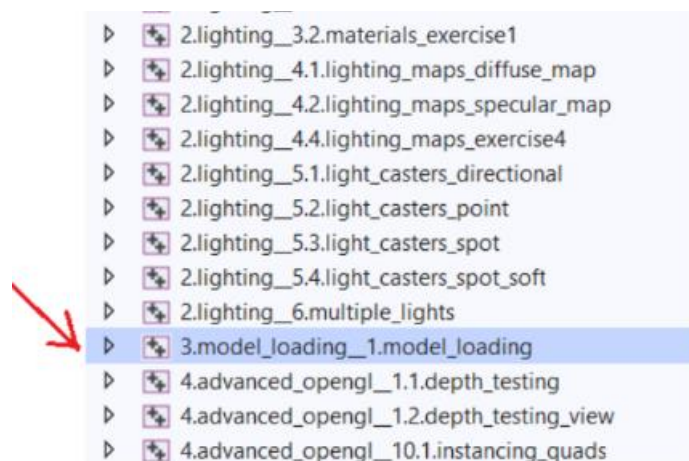 2.lighting__3.2.materials_exercise1
2.lighting__4.1.lighting_maps_diffuse_map
2.lighting__4.2.lighting_maps_specular_map
2.lighting__4.4.lighting_maps_exercise4
2.lighting__5.1.light_casters_directional
2.lighting__5.2.light_casters_point
2.lighting__5.3.light_casters_spot
2.lighting__5.4.light_casters_spot_soft
2.lighting__6.multiple_lights
3.model_loading__1.model_loading
4.advanced_opengl__1.1.depth_testing
4.advanced_opengl__1.2.depth_testing_view
4.advanced_opengl__10.1.instancing_quads